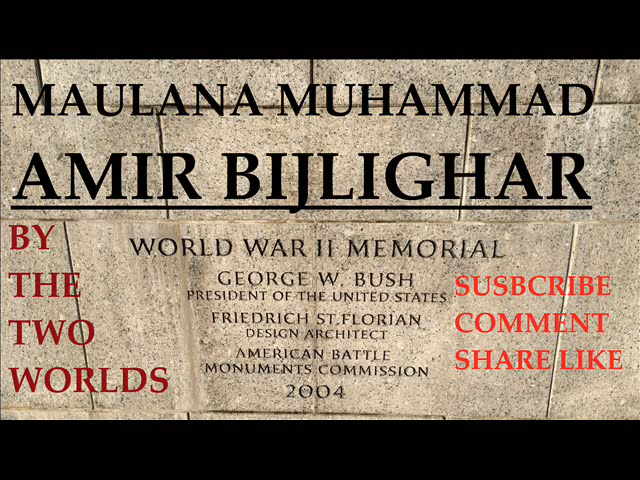 MAULANA MUHAMMAD
AMIR BIJLIGHAR
BY
THE
TWO
WORLDS
WORLD WAR II MEMORIAL
GEORGE W. BUSH
PRESIDENT OF THE UNITED STATES
FRIEDRICH ST.FLORIAN
DESIGN ARCHITECT
AMERICAN BATTLE
MONUMENTS COMMISSION
2004
SUSBCRIBE
COMMENT
SHARE LIKE